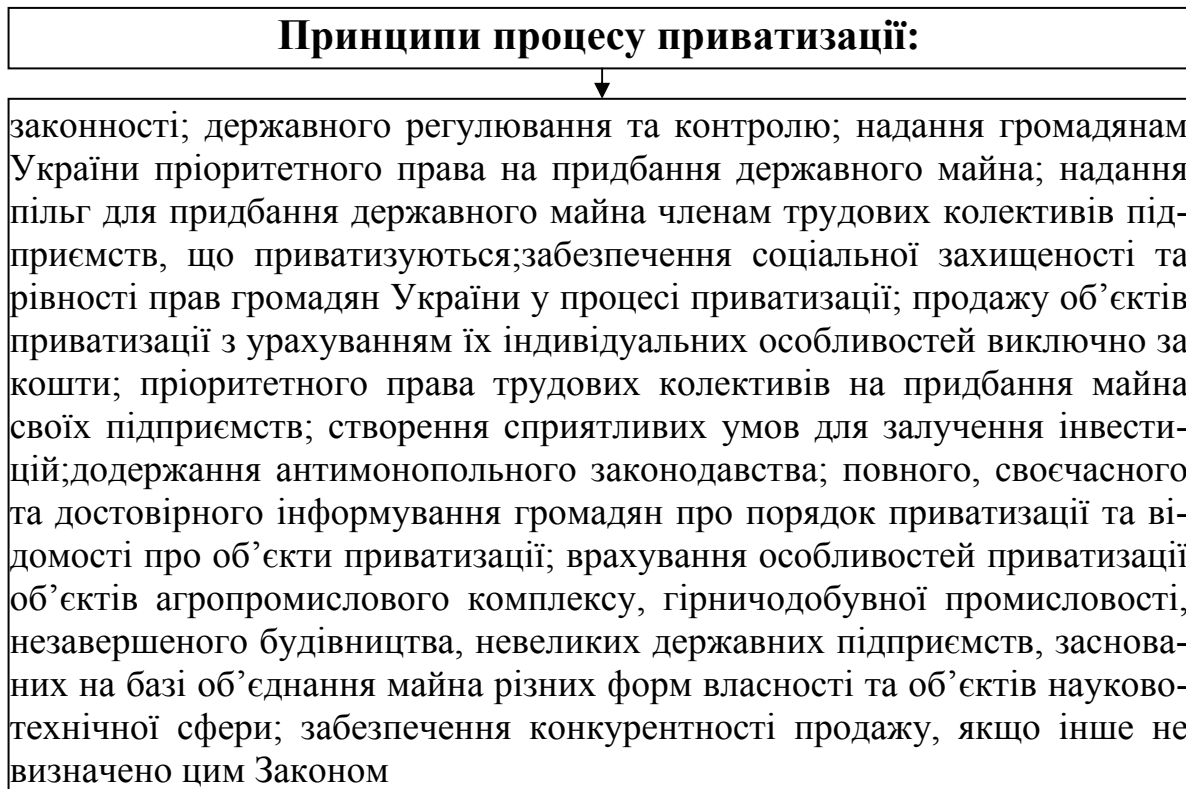 Принципи процесу приватизації:
законності; державного регулювання та контролю; надання громадянам
України пріоритетного права на придбання державного майна; надання
пільг для придбання державного майна членам трудових колективів під-
приємств, що приватизуються;забезпечення соціальної захищеності та
рівності прав громадян України у процесі приватизації; продажу об’єктів
приватизації з урахуванням їх індивідуальних особливостей виключно за
кошти; пріоритетного права трудових колективів на придбання майна
своїх підприємств; створення сприятливих умов для залучення інвести-
цій;додержання антимонопольного законодавства; повного, своєчасного
та достовірного інформування громадян про порядок приватизації та ві-
домості про об’єкти приватизації; врахування особливостей приватизації
об’єктів агропромислового комплексу, гірничодобувної промисловості,
незавершеного будівництва, невеликих державних підприємств, заснова-
них на базі об’єднання майна різних форм власності та об’єктів науково-
технічної сфери; забезпечення конкурентності продажу, якщо інше не
визначено цим Законом